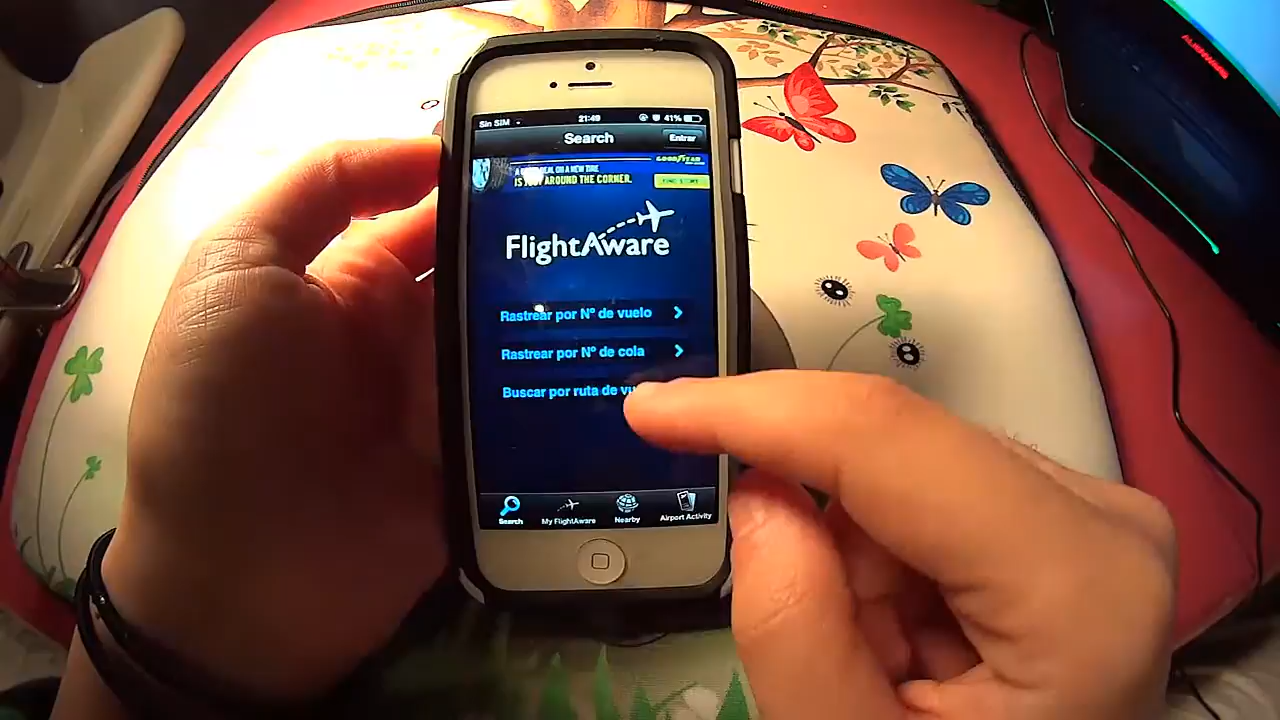 Sin SIM 21:49 41%
Search Entrar
GOODYEAR
IS JUST AROUND THE CORNER.
FlightAware
Rastrear por Nº de vuelo
Rastrear por Nº de cola
Buscar por ruta de
Search My FlightAware Nearby Airport Activity
ALIENWARE